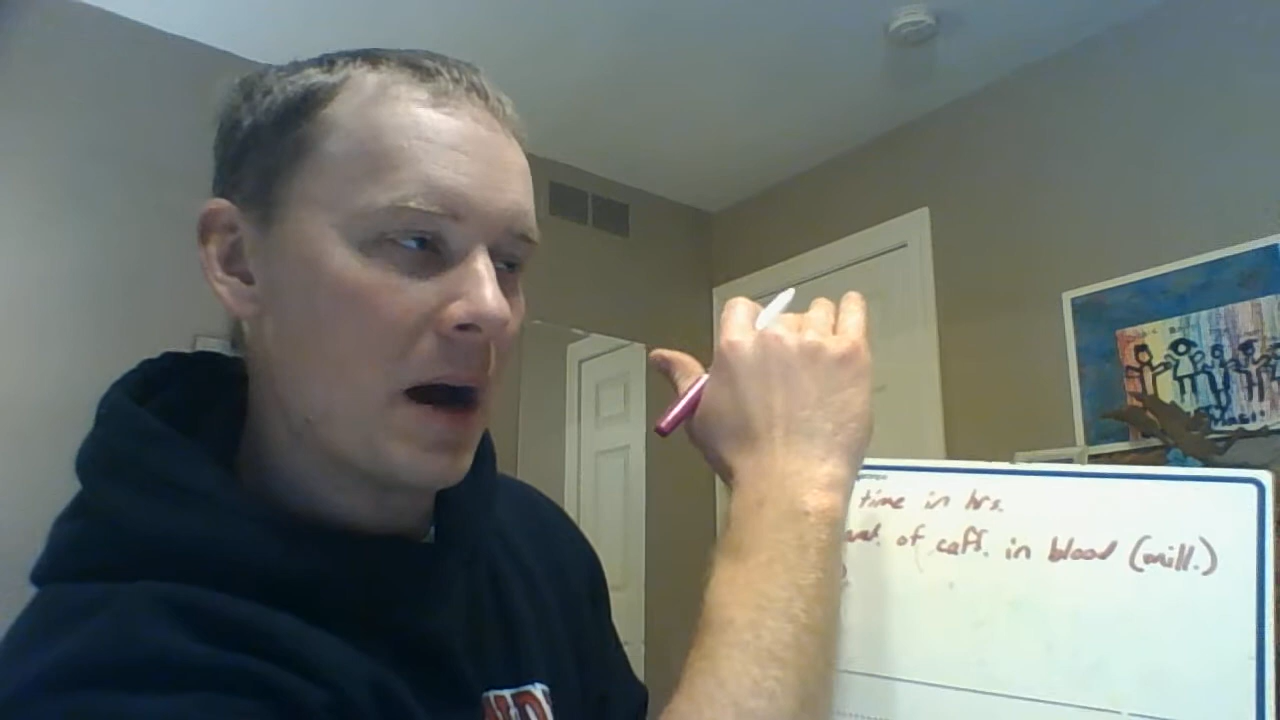 time in hrs.
amt. of caff. in blood (mill.)